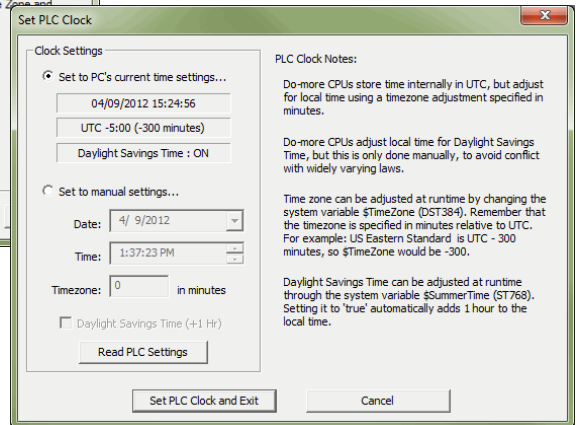 e Zone and
Set PLC Clock
Clock Settings
Set to PC's current time settings...
04/09/2012 15:24:56
UTC -5:00 (-300 minutes)
Daylight Savings Time : ON
Set to manual settings...
Date: 4/ 9/2012
Time: 1:37:23 PM
Timezone: 0 in minutes
Daylight Savings Time (+1 Hr)
Read PLC Settings
PLC Clock Notes:
Do-more CPUs store time internally in UTC, but adjust
for local time using a timezone adjustment specified in
minutes.
Do-more CPUs adjust local time for Daylight Savings
Time, but this is only done manually, to avoid conflict
with widely varying laws.
Time zone can be adjusted at runtime by changing the
system variable $TimeZone (DST384). Remember that
the timezone is specified in minutes relative to UTC.
For example: US Eastern Standard is UTC - 300
minutes, so $TimeZone would be -300.
Daylight Savings Time can be adjusted at runtime
through the system variable $SummerTime (ST768).
Setting it to 'true' automatically adds 1 hour to the
local time.
Set PLC Clock and Exit
Cancel